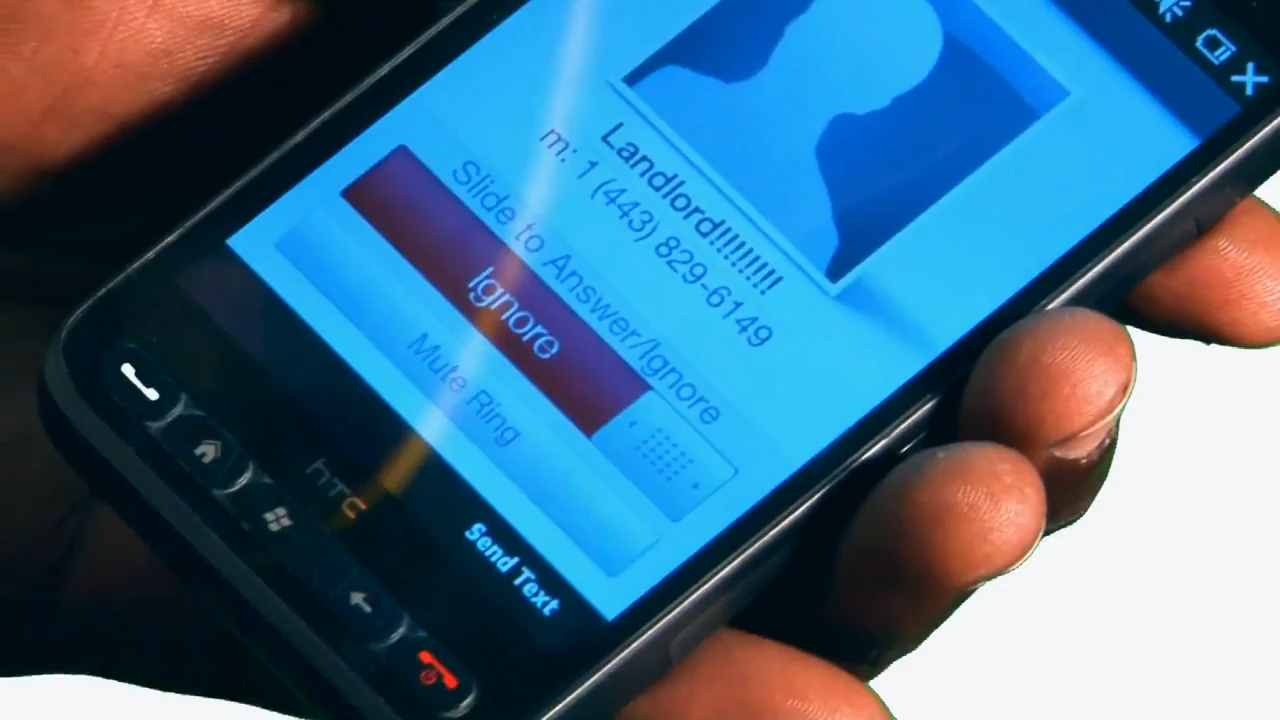 Landlord!!!!!!!!
m: 1 (443) 829-6149
Slide to Answer/Ignore
Ignore
Mute Ring
Send Text
hTC